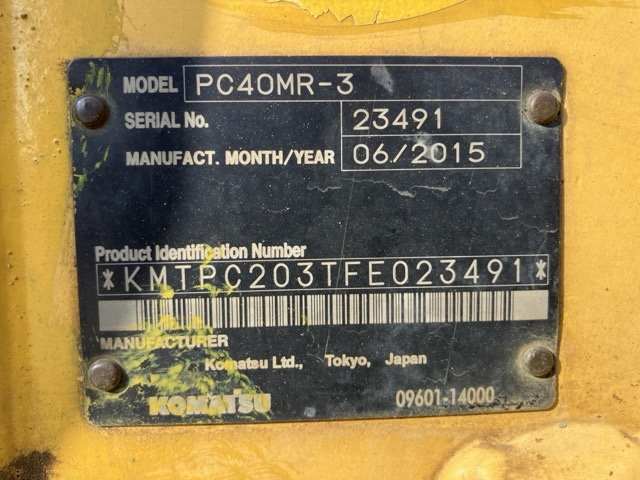 MODEL PC40MR-3
SERIAL No. 23491
MANUFACT. MONTH/YEAR 06/2015
Product Identification Number
*KMTPC203TFE023491*
MANUFACTURER
Komatsu Ltd., Tokyo, Japan
KOMATSU 09601-14000